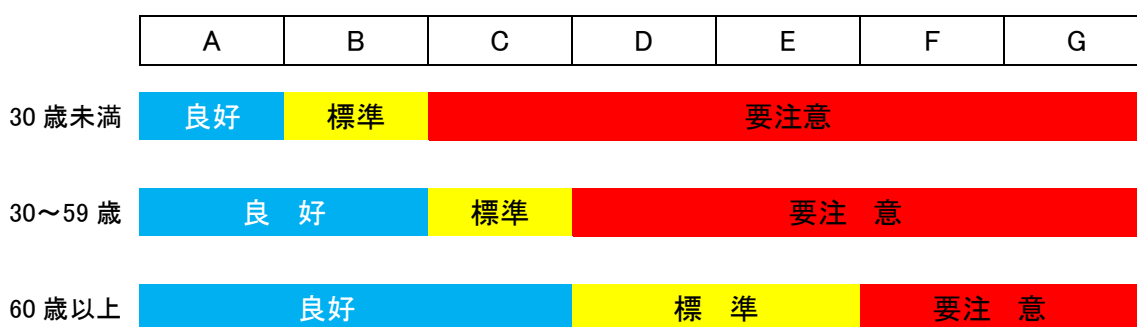 A B C D E F G
30歳未満 良好 標準 要注意
30～59歳 良 好 標準 要注 意
60歳以上 良好 標 準 要注 意